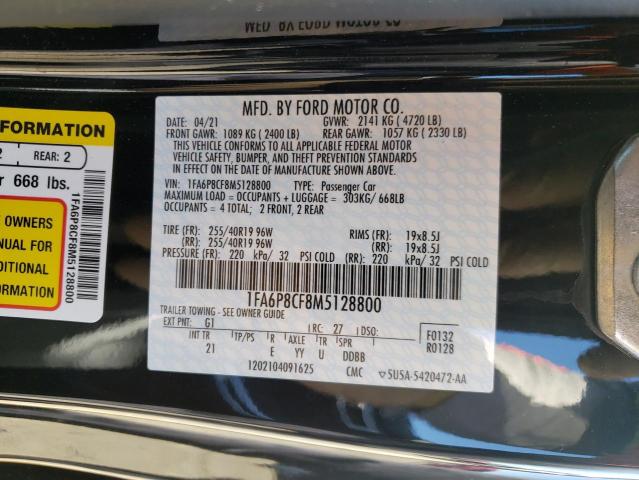 MFD. BY FORD MOTOR CO.
DATE: 04/21 GVWR: 2141 KG ( 4720 LB)
FRONT GAWR: 1089 KG ( 2400 LB) REAR GAWR: 1057 KG ( 2330 LB)
THIS VEHICLE CONFORMS TO ALL APPLICABLE FEDERAL MOTOR
VEHICLE SAFETY, BUMPER, AND THEFT PREVENTION STANDARDS
IN EFFECT ON THE DATE OF MANUFACTURE SHOWN ABOVE.
VIN: 1FA6P8CF8M5128800 TYPE: Passenger Car
MAXIMUM LOAD = OCCUPANTS + LUGGAGE = 303KG/ 668LB
OCCUPANTS = 4 TOTAL; 2 FRONT, 2 REAR
TIRE (FR): 255/40R19 96W RIMS (FR): 19x8.5J
(RR): 255/40R19 96W (RR): 19x8.5J
PRESSURE (FR): 220 kPa/ 32 PSI COLD (RR) 220 kPa/ 32 PSI COLD
1FA6P8CF8M5128800
TRAILER TOWING - SEE OWNER GUIDE
EXT PNT: G1 RC: 27 DSO: F0132
INT TR TP/PS R AXLE TR SPR R0128
21 E YY U DDBB
1202104091625 CMC 5U5A-5420472-AA
FORMATION
2 REAR: 2
r 668 lbs.
OWNERS
NUAL FOR
DITIONAL
ORMATION
1FA6P8CF8M5128800